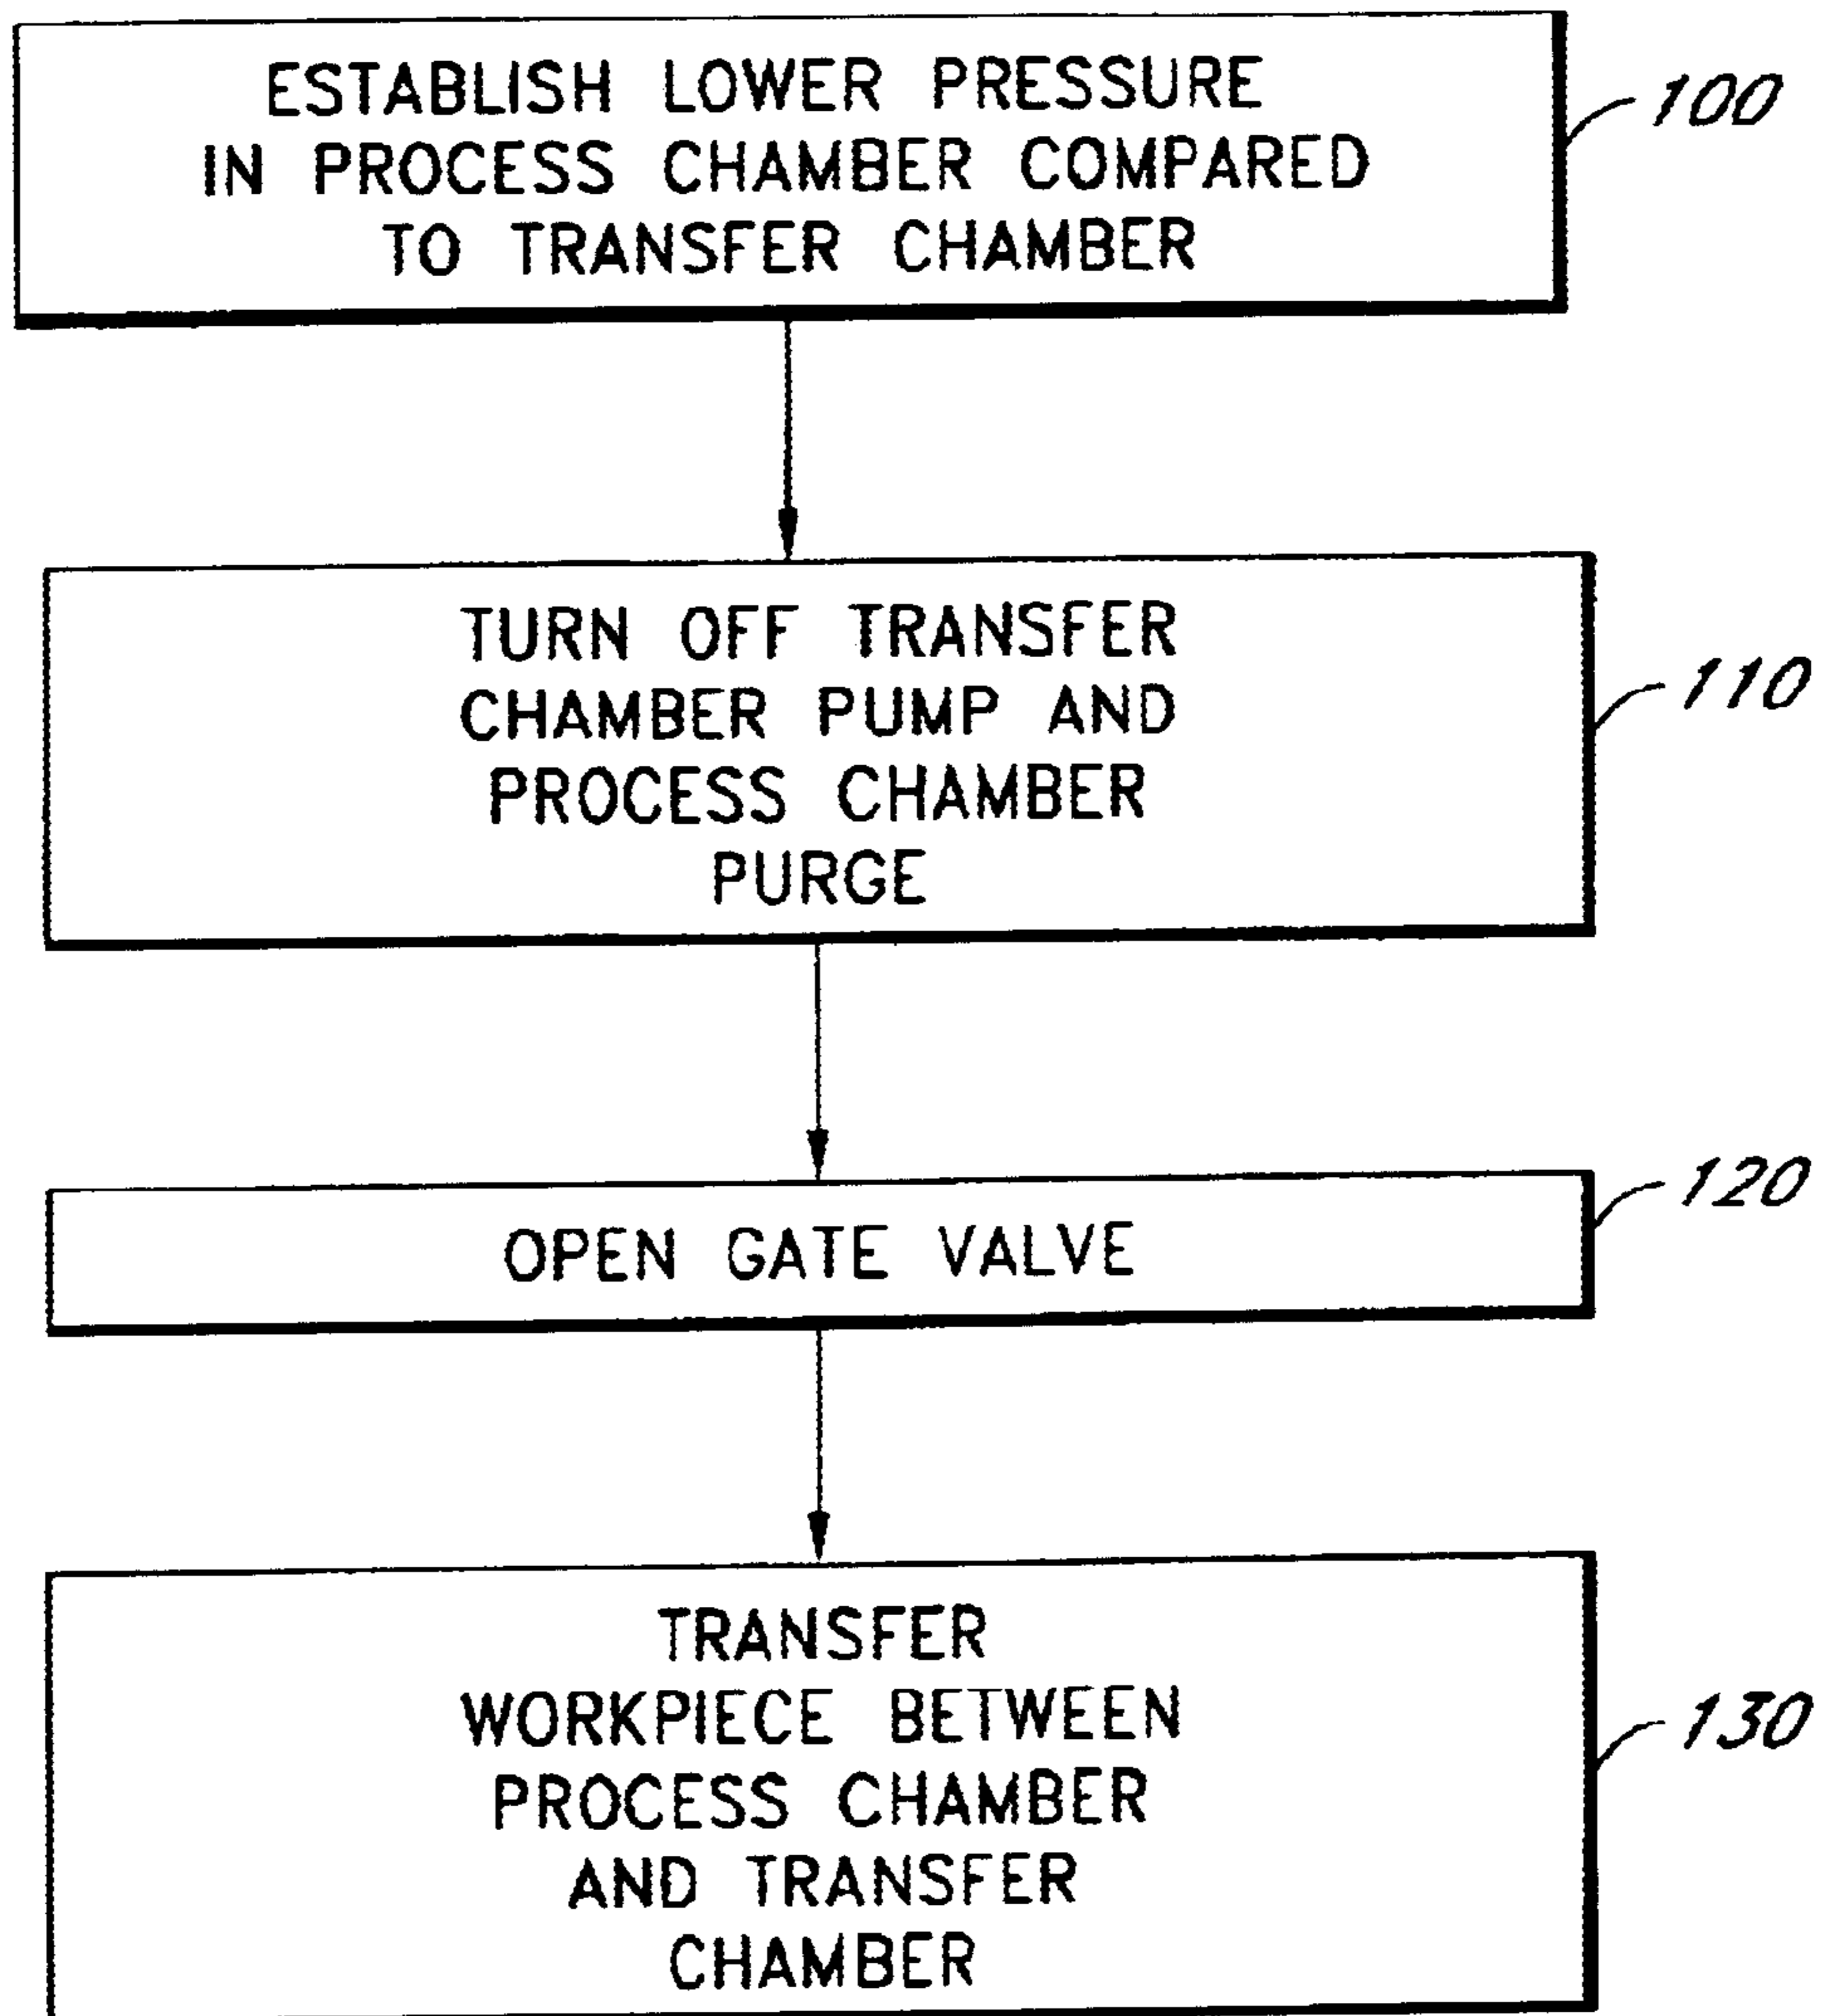 ESTABLISH LOWER PRESSURE
IN PROCESS CHAMBER COMPARED
TO TRANSFER CHAMBER
100
TURN OFF TRANSFER
CHAMBER PUMP AND
PROCESS CHAMBER
PURGE
110
OPEN GATE VALVE
120
TRANSFER
WORKPIECE BETWEEN
PROCESS CHAMBER
AND TRANSFER
CHAMBER
130